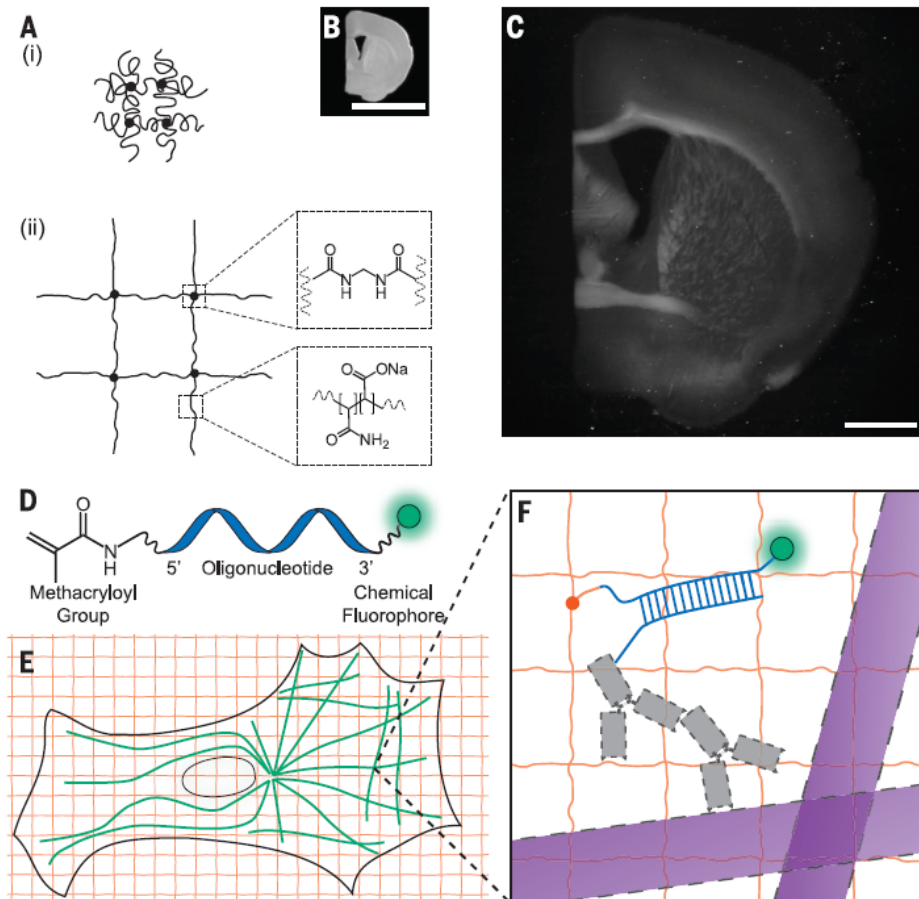 A
(i)
B
C
(ii)
O
O
N
H
N
H
O
ONa
O
NH2
D
O
N
H
5’
Oligonucleotide
3’
Methacryloyl
Group
Chemical
Fluorophore
E
F